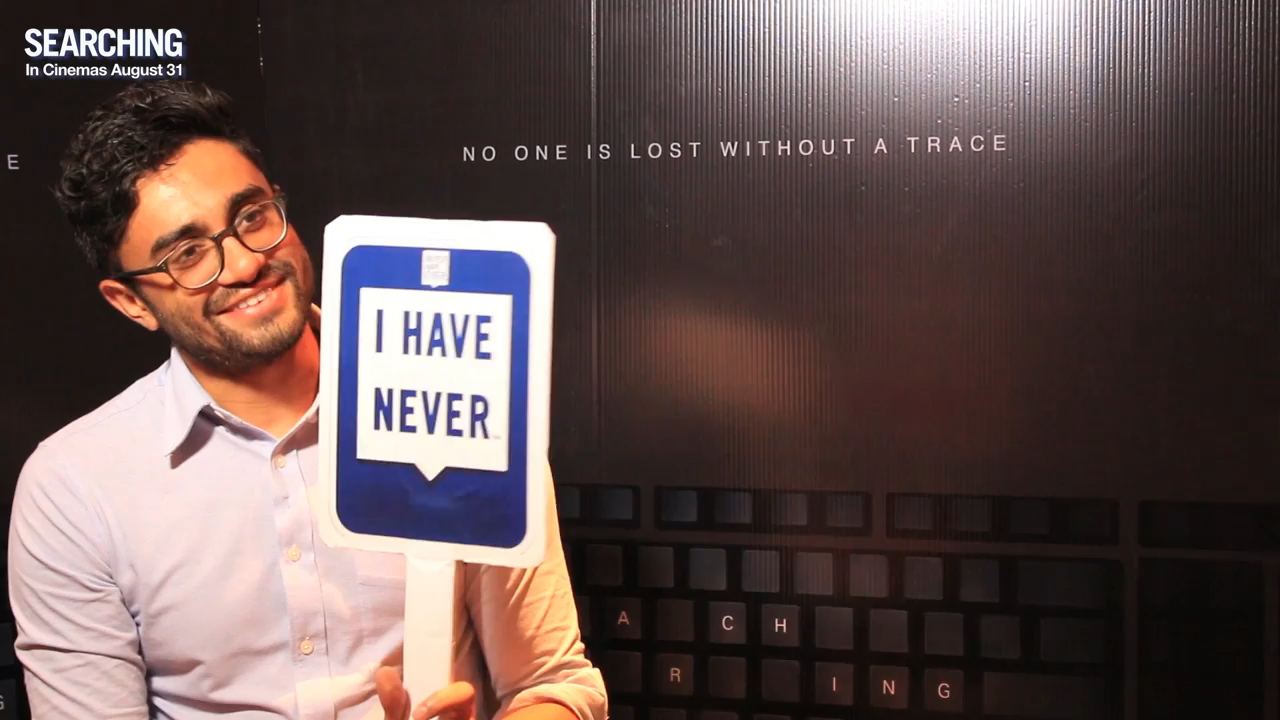 SEARCHING
In Cinemas August 31
E
NO ONE IS LOST WITHOUT A TRACE
I HAVE
NEVER
A C H
R I N G
G